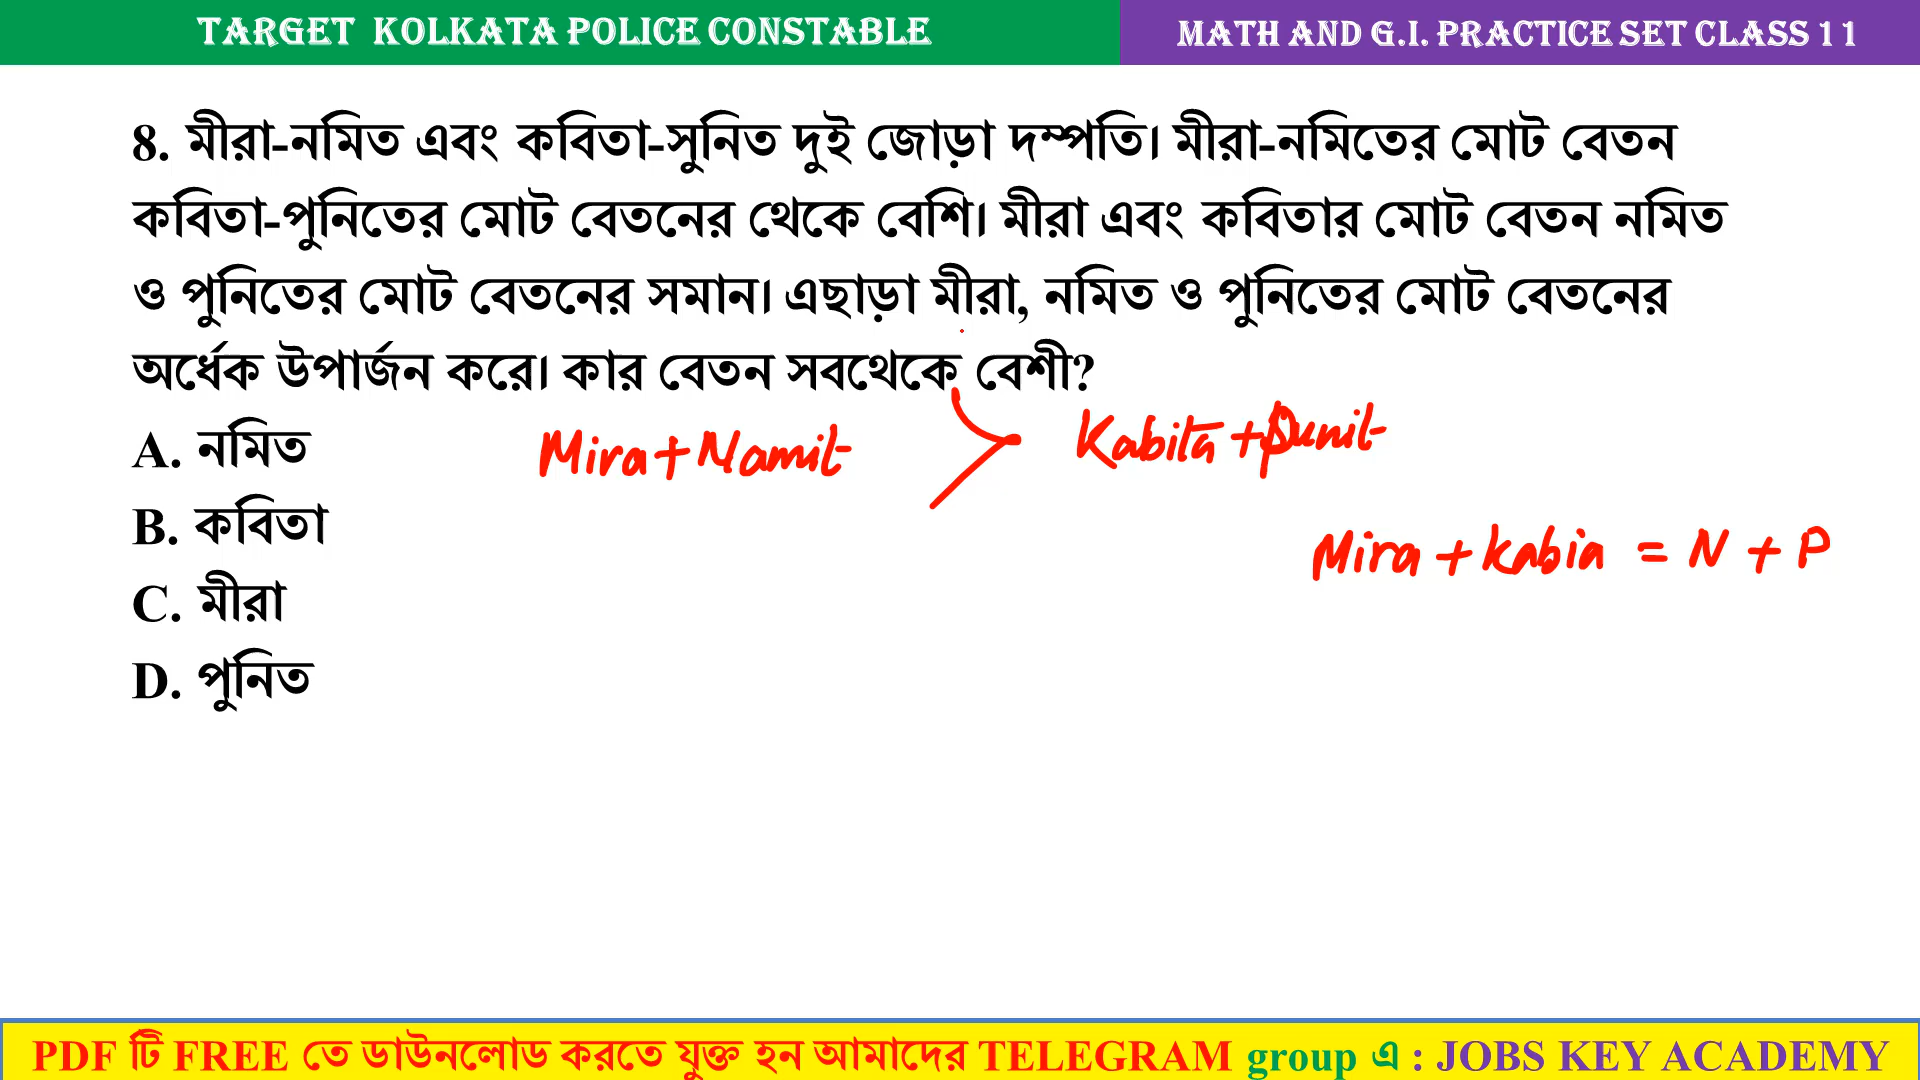 TARGET KOLKATA POLICE CONSTABLE
MATH AND G.I. PRACTICE SET CLASS 11
8. মীরা-নমিত এবং কবিতা-সুনিত দুই জোড়া দম্পতি। মীরা-নমিতের মোট বেতন
কবিতা-পুনিতের মোট বেতনের থেকে বেশি। মীরা এবং কবিতার মোট বেতন নমিত
ও পুনিতের মোট বেতনের সমান। এছাড়া মীরা, নমিত ও পুনিতের মোট বেতনের
অর্ধেক উপার্জন করে। কার বেতন সবথেকে বেশী?
A. নমিত
B. কবিতা
C. মীরা
D. পুনিত
Mira + Namit > Kabita + Punit
Mira + Kabia = N + P
PDF টি FREE তে ডাউনলোড করতে যুক্ত হন আমাদের TELEGRAM group এ : JOBS KEY ACADEMY